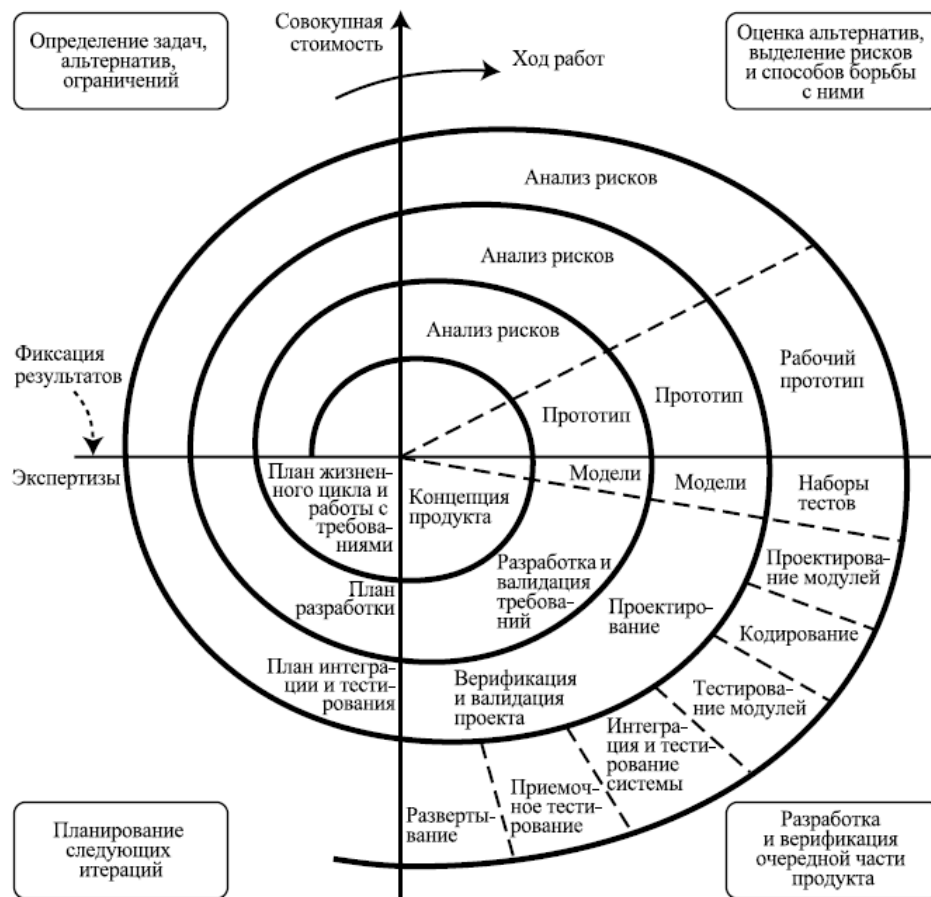 Определение задач,
альтернатив,
ограничений
Совокупная
стоимость
Ход работ
Оценка альтернатив,
выделение рисков
и способов борьбы
с ними
Анализ рисков
Анализ рисков
Анализ рисков
Фиксация
результатов
Экспертизы
Прототип
Прототип
Рабочий
прототип
План жизнен-
ного цикла и
работы с
требова-
ниями
Концепция
продукта
Модели
Модели
Наборы
тестов
План
разработки
Разработка и
валидация
требова-
ний
Проектиро-
вание
Проектирова-
ние модулей
Кодирование
Тестирова-
ние модулей
План интегра-
ции и тести-
рования
Верификация
и валидация
проекта
Интегра-
ция и тести-
рование
системы
Приемоч-
ное тести-
рование
Разверты-
вание
Планирование
следующих
итераций
Разработка
и верификация
очередной части
продукта